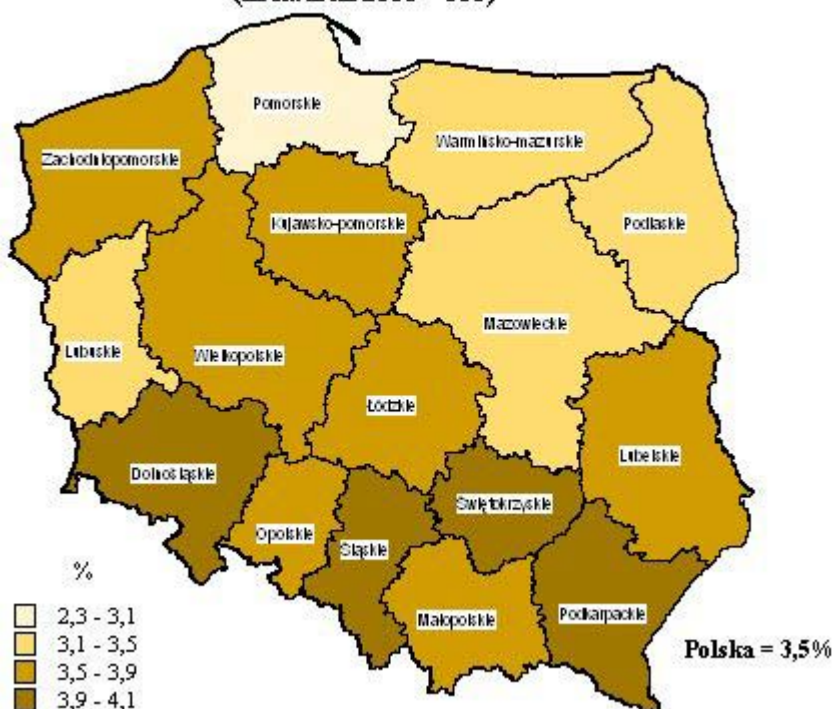 Pomorskie
Warmińsko-mazurskie
Zachodniopomorskie
Kujawsko-pomorskie
Podlaskie
Mazowieckie
Lubuskie
Wielkopolskie
Łódzkie
Lubelskie
Dolnośląskie
Świętokrzyskie
Opolskie
Śląskie
Małopolskie
Podkarpackie
%
2,3 - 3,1
3,1 - 3,5
3,5 - 3,9
3,9 - 4,1
Polska = 3,5%